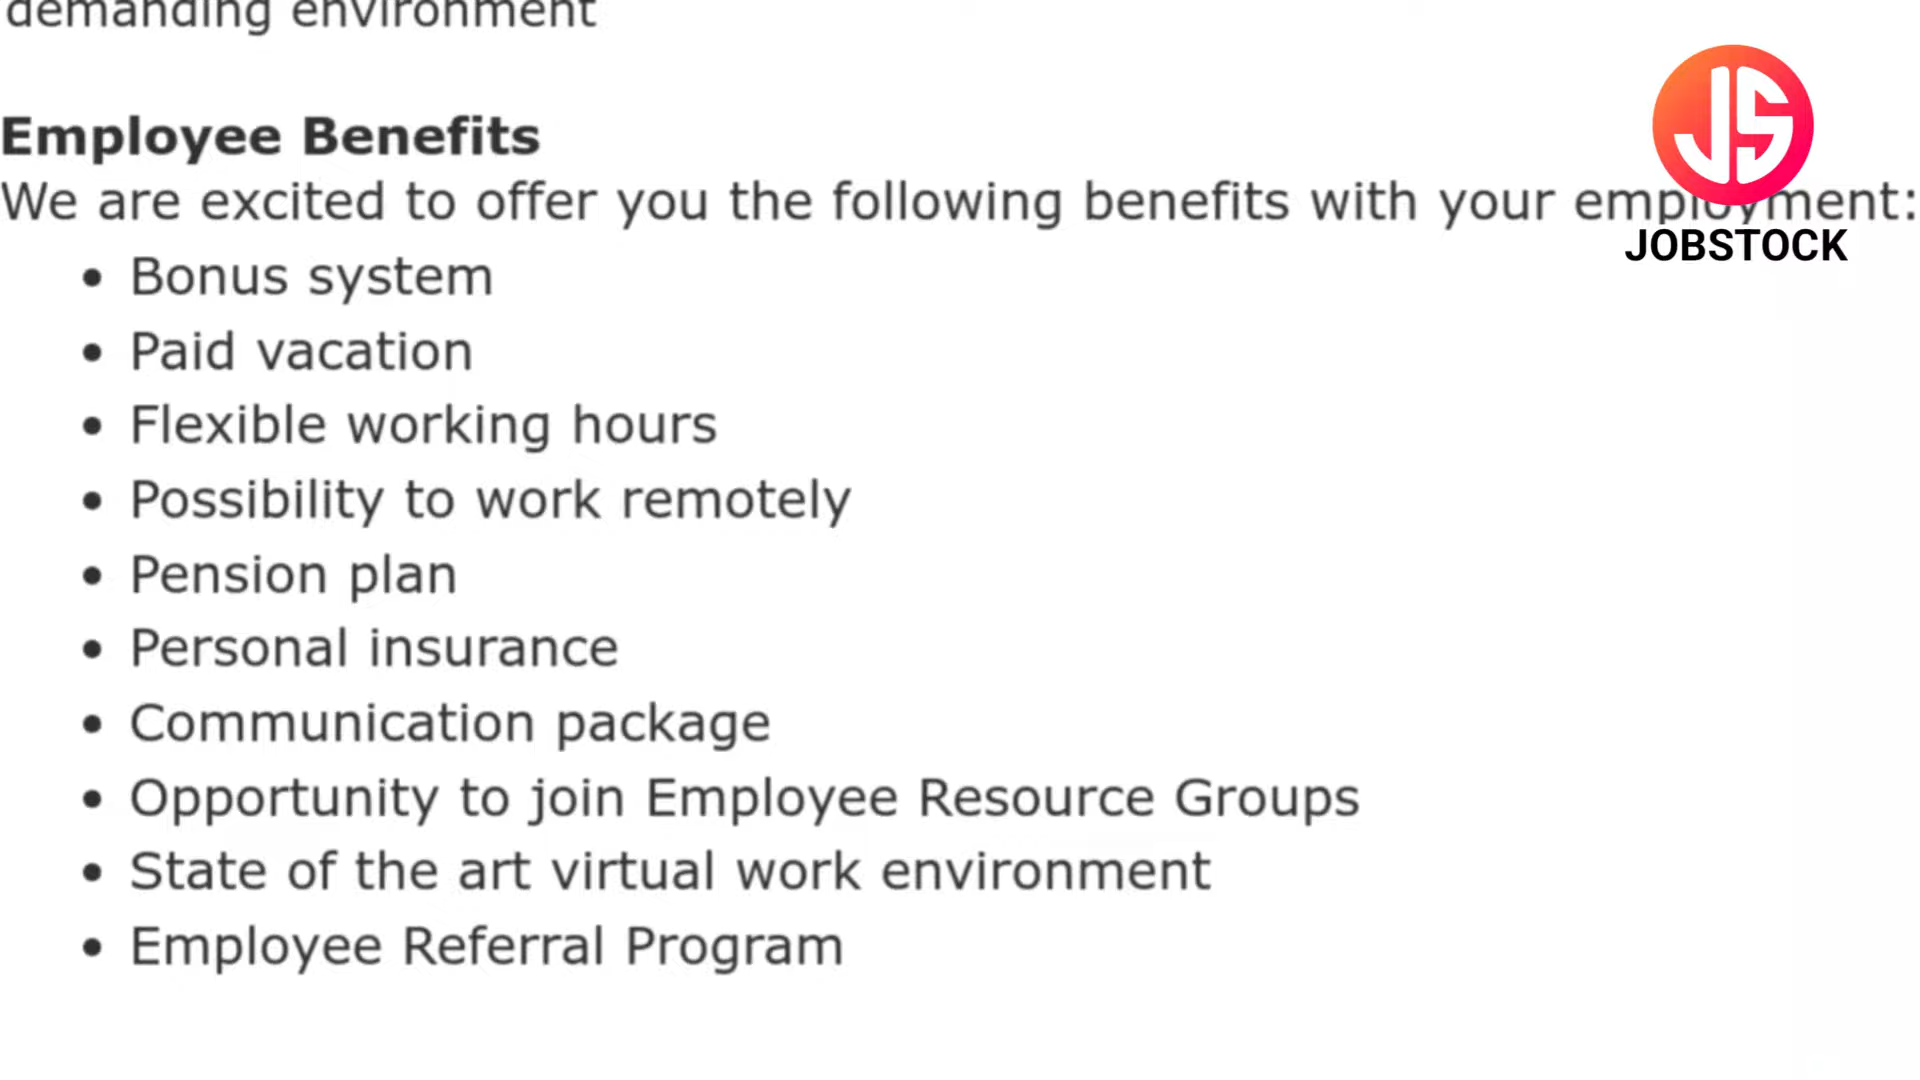 demanding environment
Employee Benefits
We are excited to offer you the following benefits with your employment:
JS
JOBSTOCK
• Bonus system
• Paid vacation
• Flexible working hours
• Possibility to work remotely
• Pension plan
• Personal insurance
• Communication package
• Opportunity to join Employee Resource Groups
• State of the art virtual work environment
• Employee Referral Program